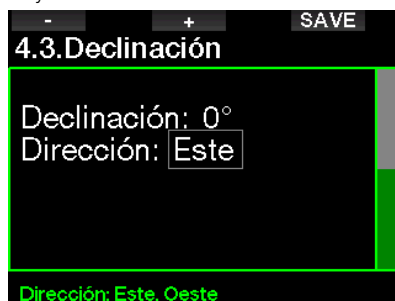 - + SAVE
4.3.Declinación
Declinación: 0°
Dirección: Este
Dirección: Este, Oeste